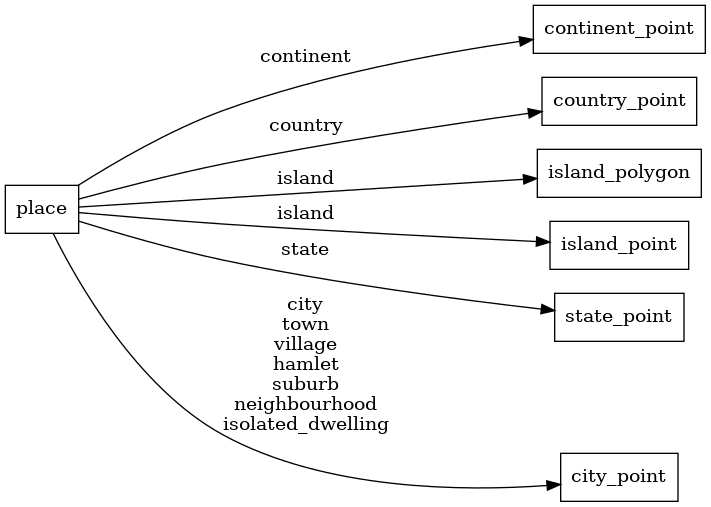 continent_point
continent
country_point
country
island_polygon
island
place
island
island_point
state
state_point
city
town
village
hamlet
suburb
neighbourhood
isolated_dwelling
city_point